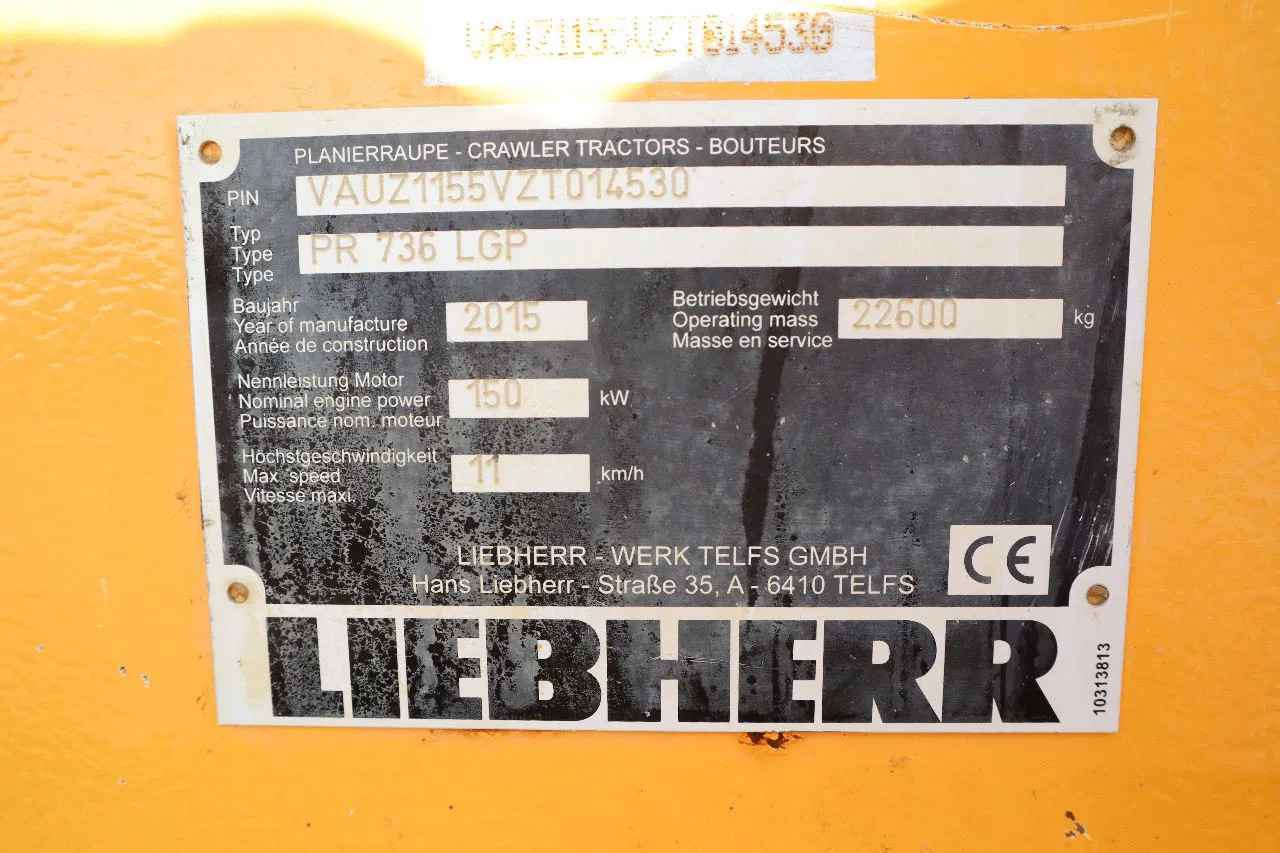 VAUZ1155VZT014530
PLANIERRAUPE - CRAWLER TRACTORS - BOUTEURS
PIN VAUZ1155VZT014530
Typ
Type PR 736 LGP
Type
Baujahr
Year of manufacture 2015
Année de construction
Betriebsgewicht
Operating mass 22600 kg
Masse en service
Nennleistung Motor
Nominal engine power 150 kW
Puissance nom. moteur
Höchstgeschwindigkeit
Max. speed 11 km/h
Vitesse maxi.
LIEBHERR - WERK TELFS GMBH
Hans Liebherr - Straße 35, A - 6410 TELFS
CE
LIEBHERR
10313813